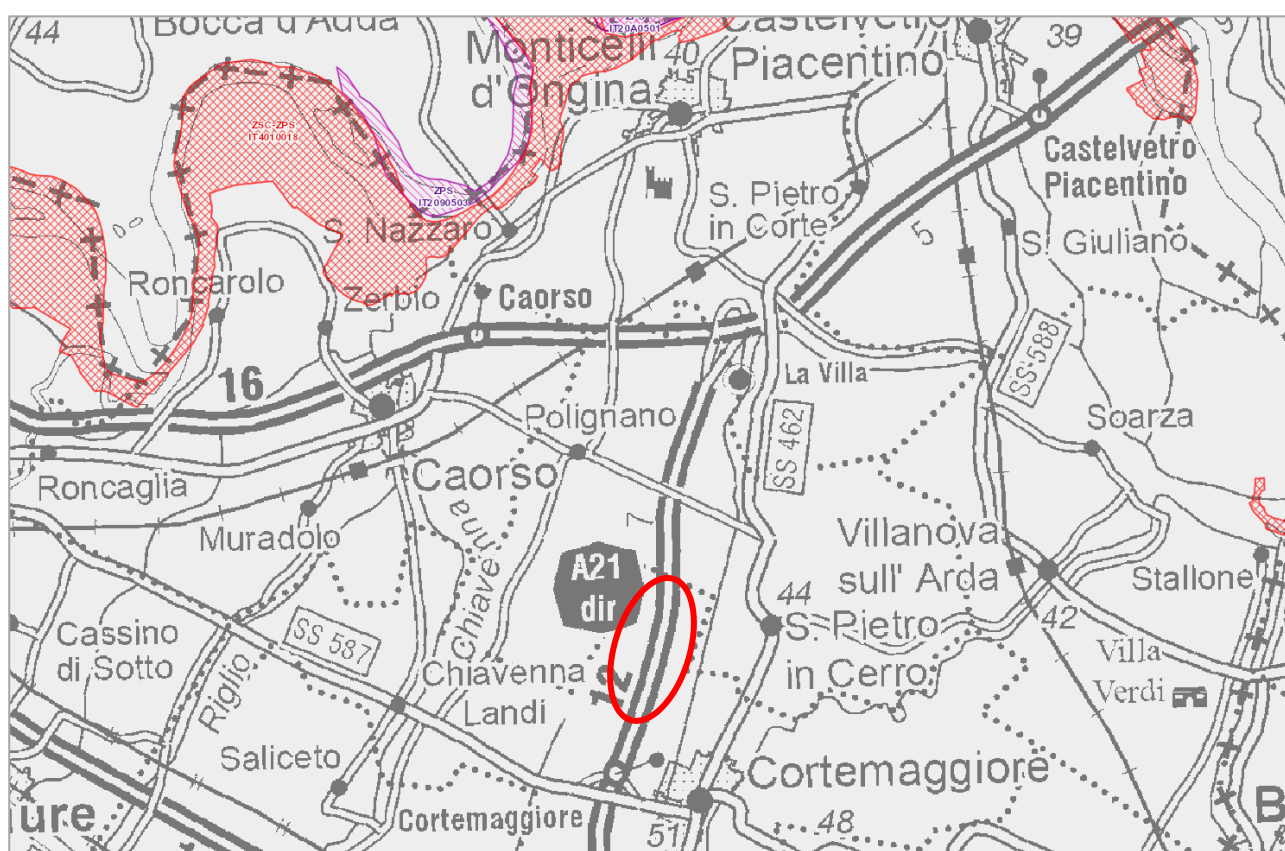 44
Bocca d'Adda
IT20A0501
40
Monticelli
d'Ongina
Castelvetro
Piacentino
39
ZSC-ZPS
IT4010018
ZPS
IT2090503
Castelvetro
Piacentino
S. Pietro
in Corte
5
S. Giuliano
S. Nazzaro
Roncarolo
Zerbio
Caorso
16
La Villa
SS 588
Polignano
Soarza
SS 462
Roncaglia
Caorso
Muradolo
Chiavenna
7
Villanova
sull' Arda
A21
dir
Stallone
44
42
S. Pietro
in Cerro
Cassino
di Sotto
SS 587
Riglio
Chiavenna
Landi
12
Villa
Verdi
Saliceto
Cortemaggiore
ure
Cortemaggiore
51
48
B